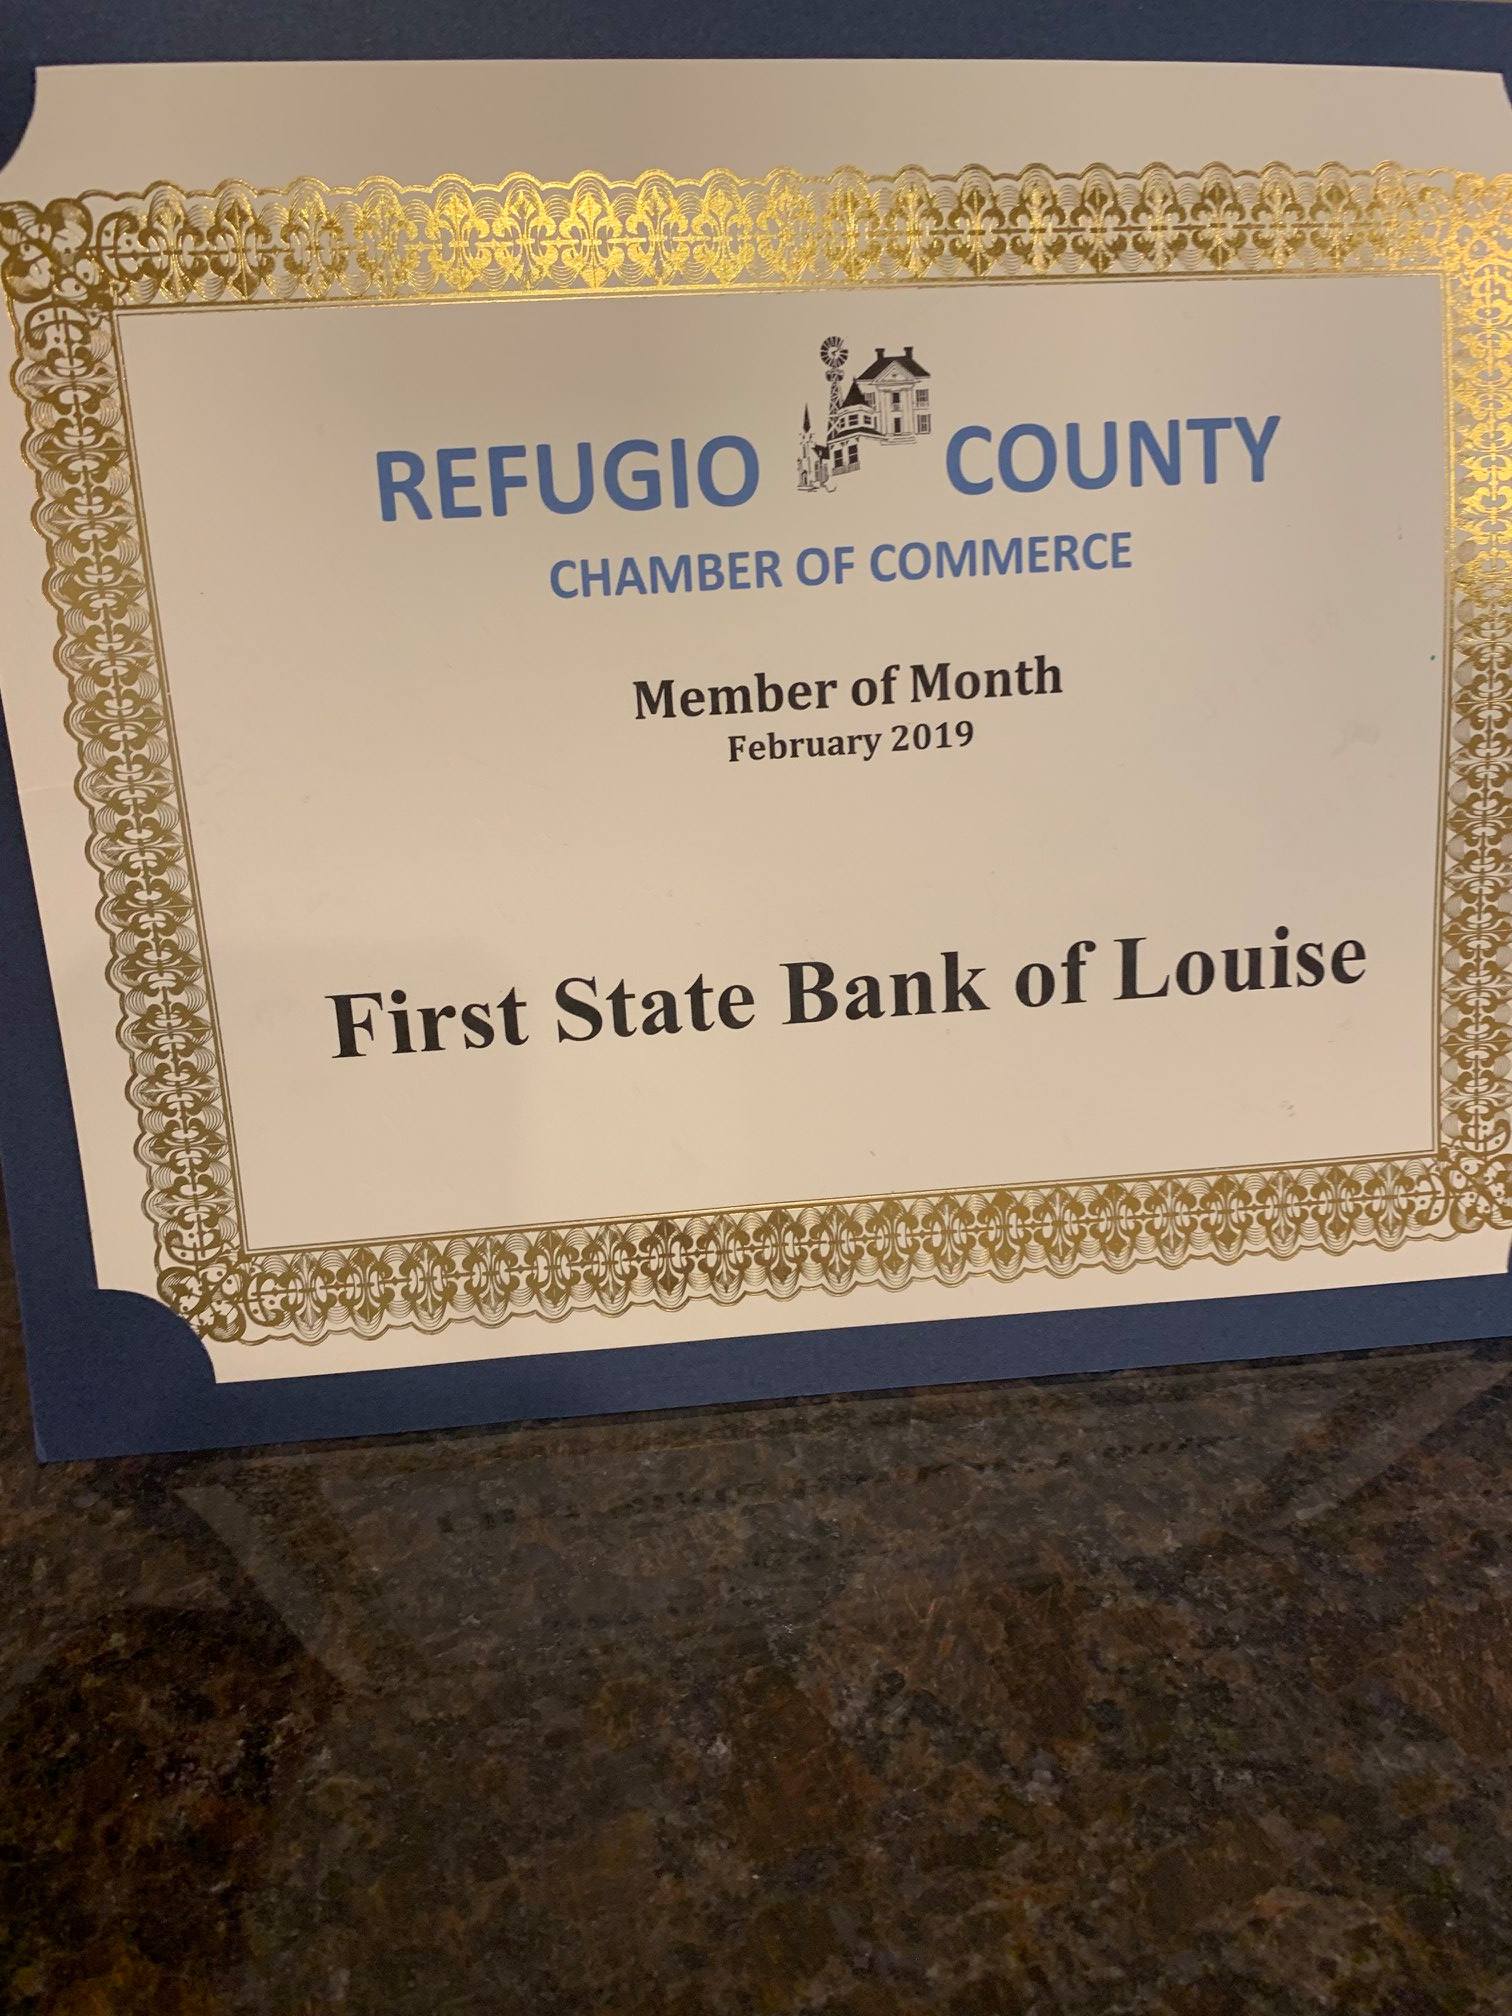 REFUGIO COUNTY
CHAMBER OF COMMERCE
Member of Month
February 2019
First State Bank of Louise